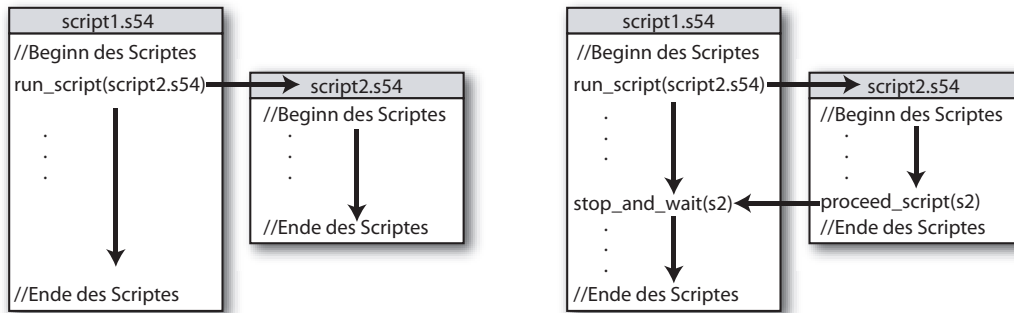 script1.s54
//Beginn des Scriptes
run_script(script2.s54)
.
.
.
//Ende des Scriptes
script2.s54
//Beginn des Scriptes
.
.
.
//Ende des Scriptes
script1.s54
//Beginn des Scriptes
run_script(script2.s54)
.
.
.
stop_and_wait(s2)
.
.
.
//Ende des Scriptes
script2.s54
//Beginn des Scriptes
.
.
.
proceed_script(s2)
//Ende des Scriptes